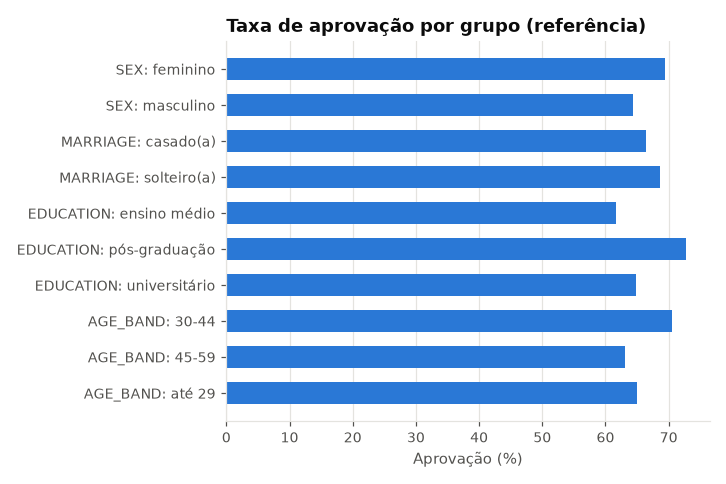 Taxa de aprovação por grupo (referência)
SEX: feminino
SEX: masculino
MARRIAGE: casado(a)
MARRIAGE: solteiro(a)
EDUCATION: ensino médio
EDUCATION: pós-graduação
EDUCATION: universitário
AGE_BAND: 30-44
AGE_BAND: 45-59
AGE_BAND: até 29
0 10 20 30 40 50 60 70
Aprovação (%)